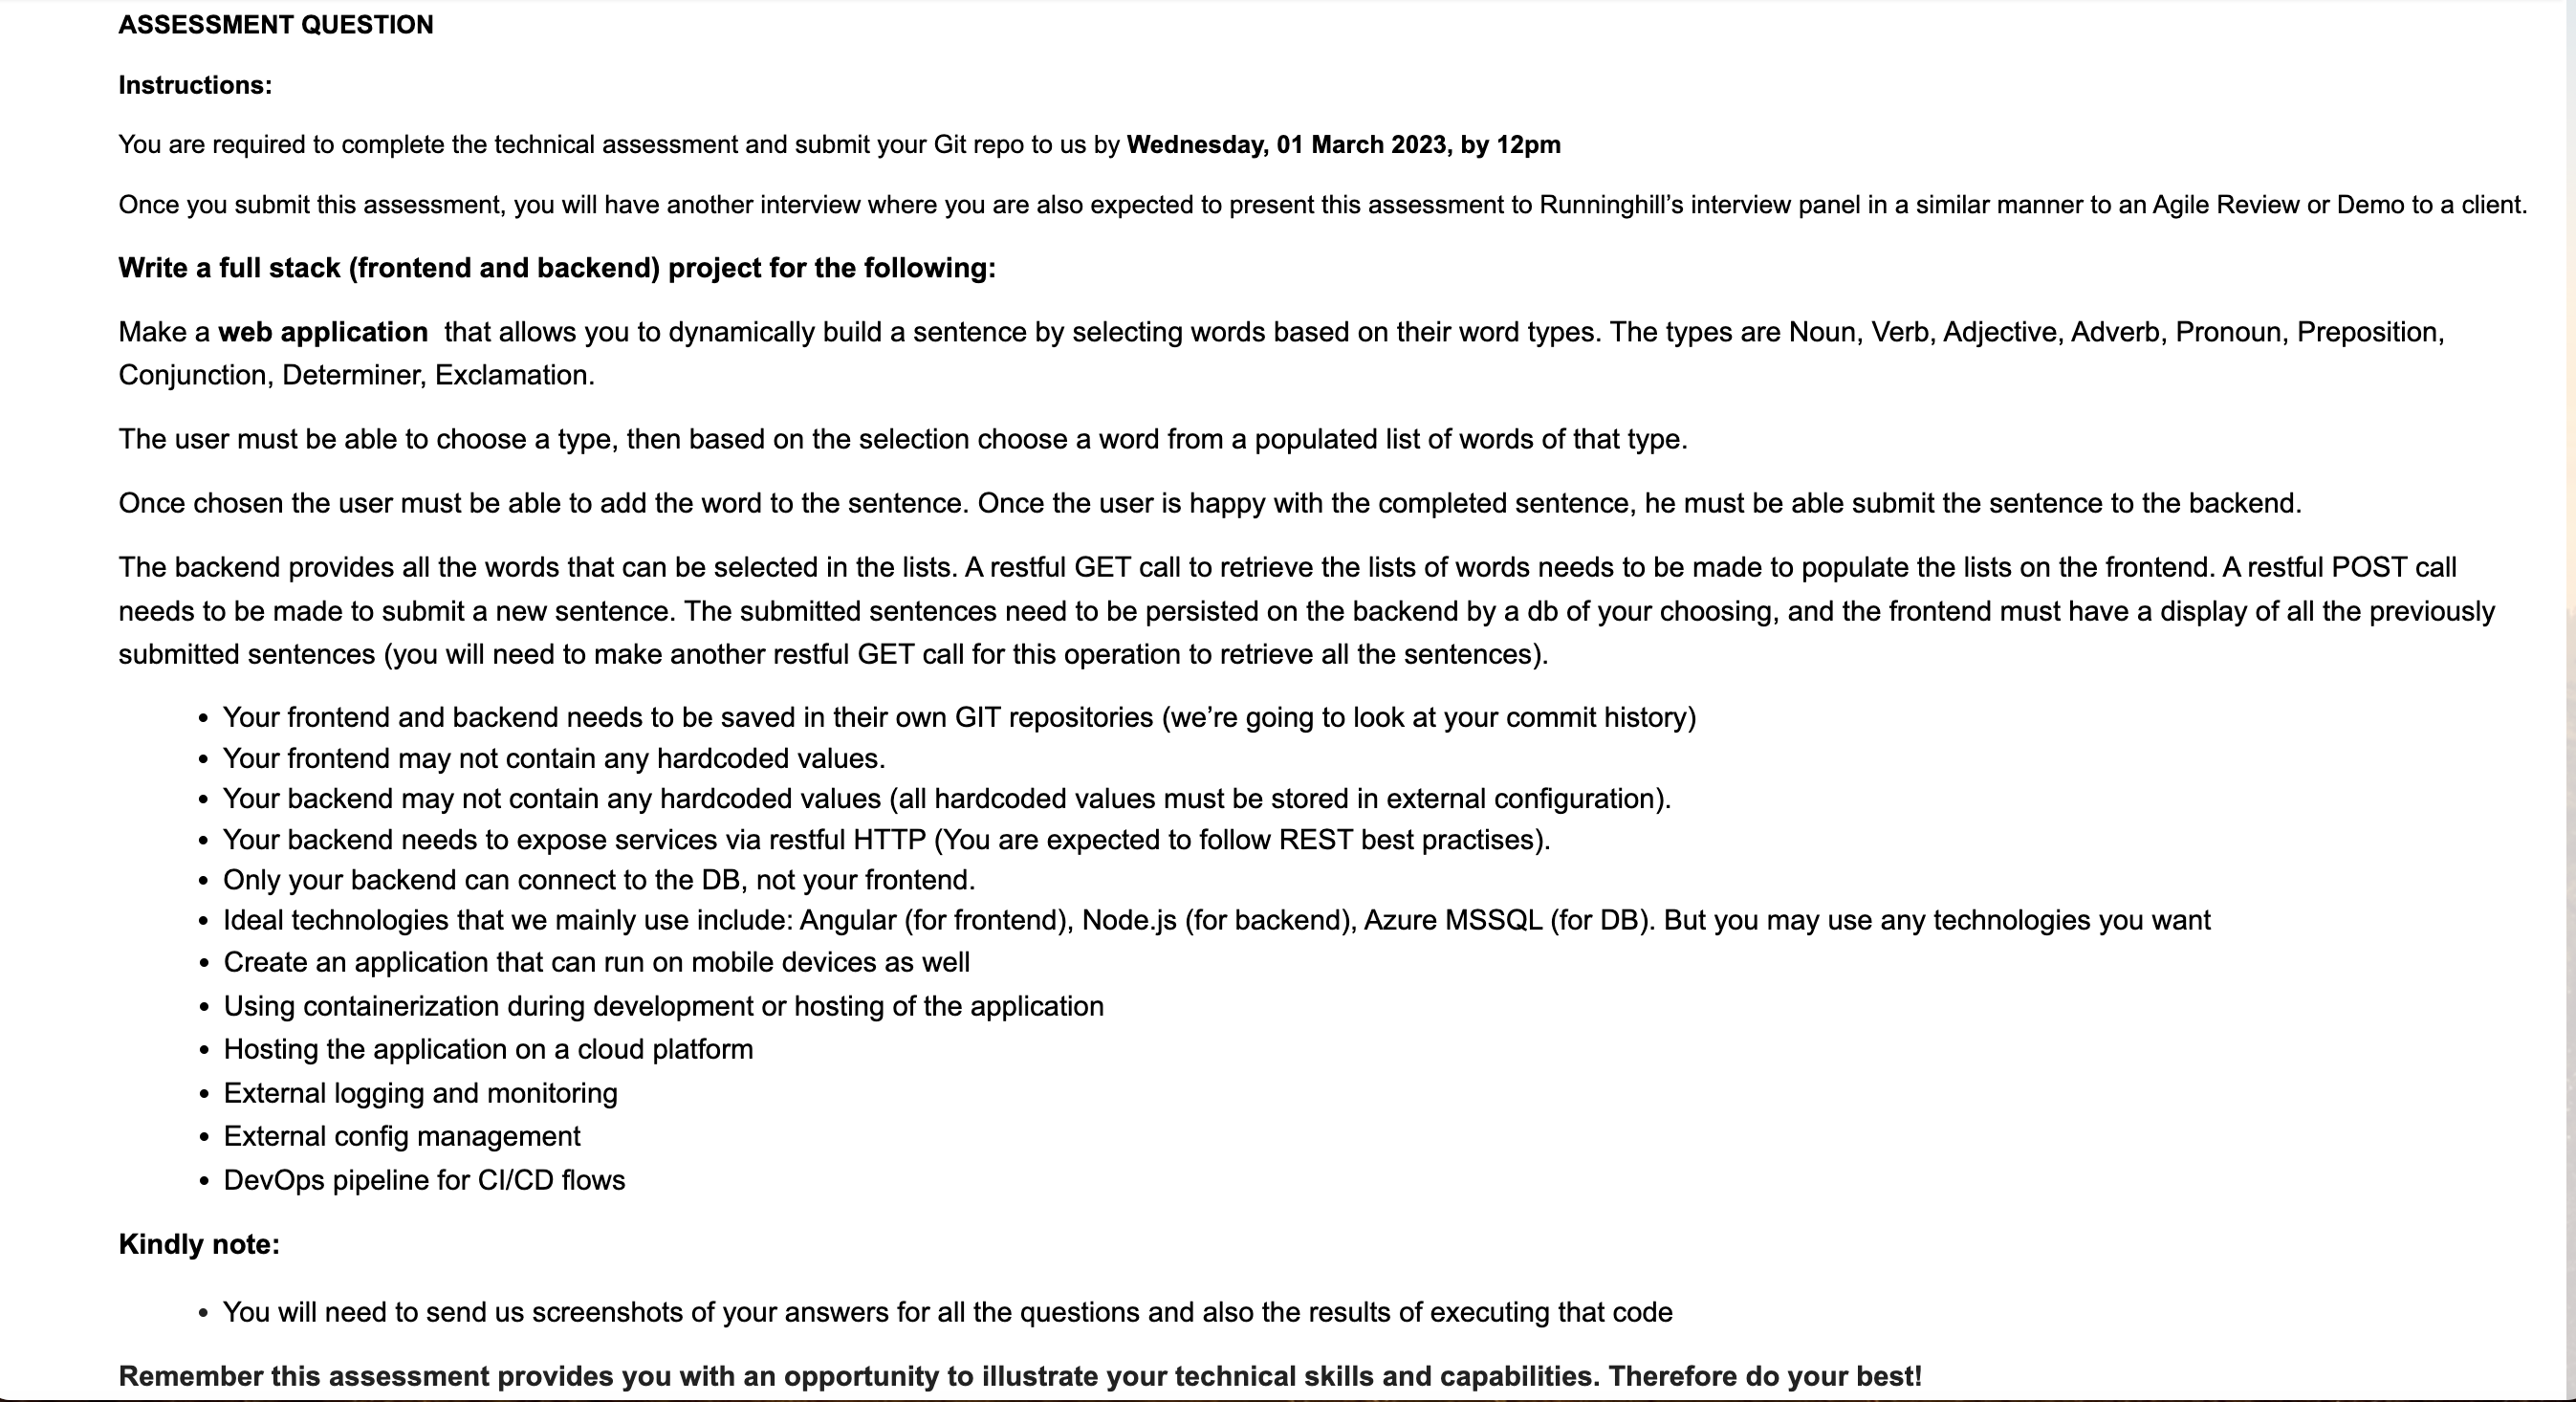 ASSESSMENT QUESTION
Instructions:
You are required to complete the technical assessment and submit your Git repo to us by Wednesday, 01 March 2023, by 12pm
Once you submit this assessment, you will have another interview where you are also expected to present this assessment to Runninghill’s interview panel in a similar manner to an Agile Review or Demo to a client.
Write a full stack (frontend and backend) project for the following:
Make a web application that allows you to dynamically build a sentence by selecting words based on their word types. The types are Noun, Verb, Adjective, Adverb, Pronoun, Preposition,
Conjunction, Determiner, Exclamation.
The user must be able to choose a type, then based on the selection choose a word from a populated list of words of that type.
Once chosen the user must be able to add the word to the sentence. Once the user is happy with the completed sentence, he must be able submit the sentence to the backend.
The backend provides all the words that can be selected in the lists. A restful GET call to retrieve the lists of words needs to be made to populate the lists on the frontend. A restful POST call
needs to be made to submit a new sentence. The submitted sentences need to be persisted on the backend by a db of your choosing, and the frontend must have a display of all the previously
submitted sentences (you will need to make another restful GET call for this operation to retrieve all the sentences).
• Your frontend and backend needs to be saved in their own GIT repositories (we’re going to look at your commit history)
• Your frontend may not contain any hardcoded values.
• Your backend may not contain any hardcoded values (all hardcoded values must be stored in external configuration).
• Your backend needs to expose services via restful HTTP (You are expected to follow REST best practises).
• Only your backend can connect to the DB, not your frontend.
• Ideal technologies that we mainly use include: Angular (for frontend), Node.js (for backend), Azure MSSQL (for DB). But you may use any technologies you want
• Create an application that can run on mobile devices as well
• Using containerization during development or hosting of the application
• Hosting the application on a cloud platform
• External logging and monitoring
• External config management
• DevOps pipeline for CI/CD flows
Kindly note:
• You will need to send us screenshots of your answers for all the questions and also the results of executing that code
Remember this assessment provides you with an opportunity to illustrate your technical skills and capabilities. Therefore do your best!